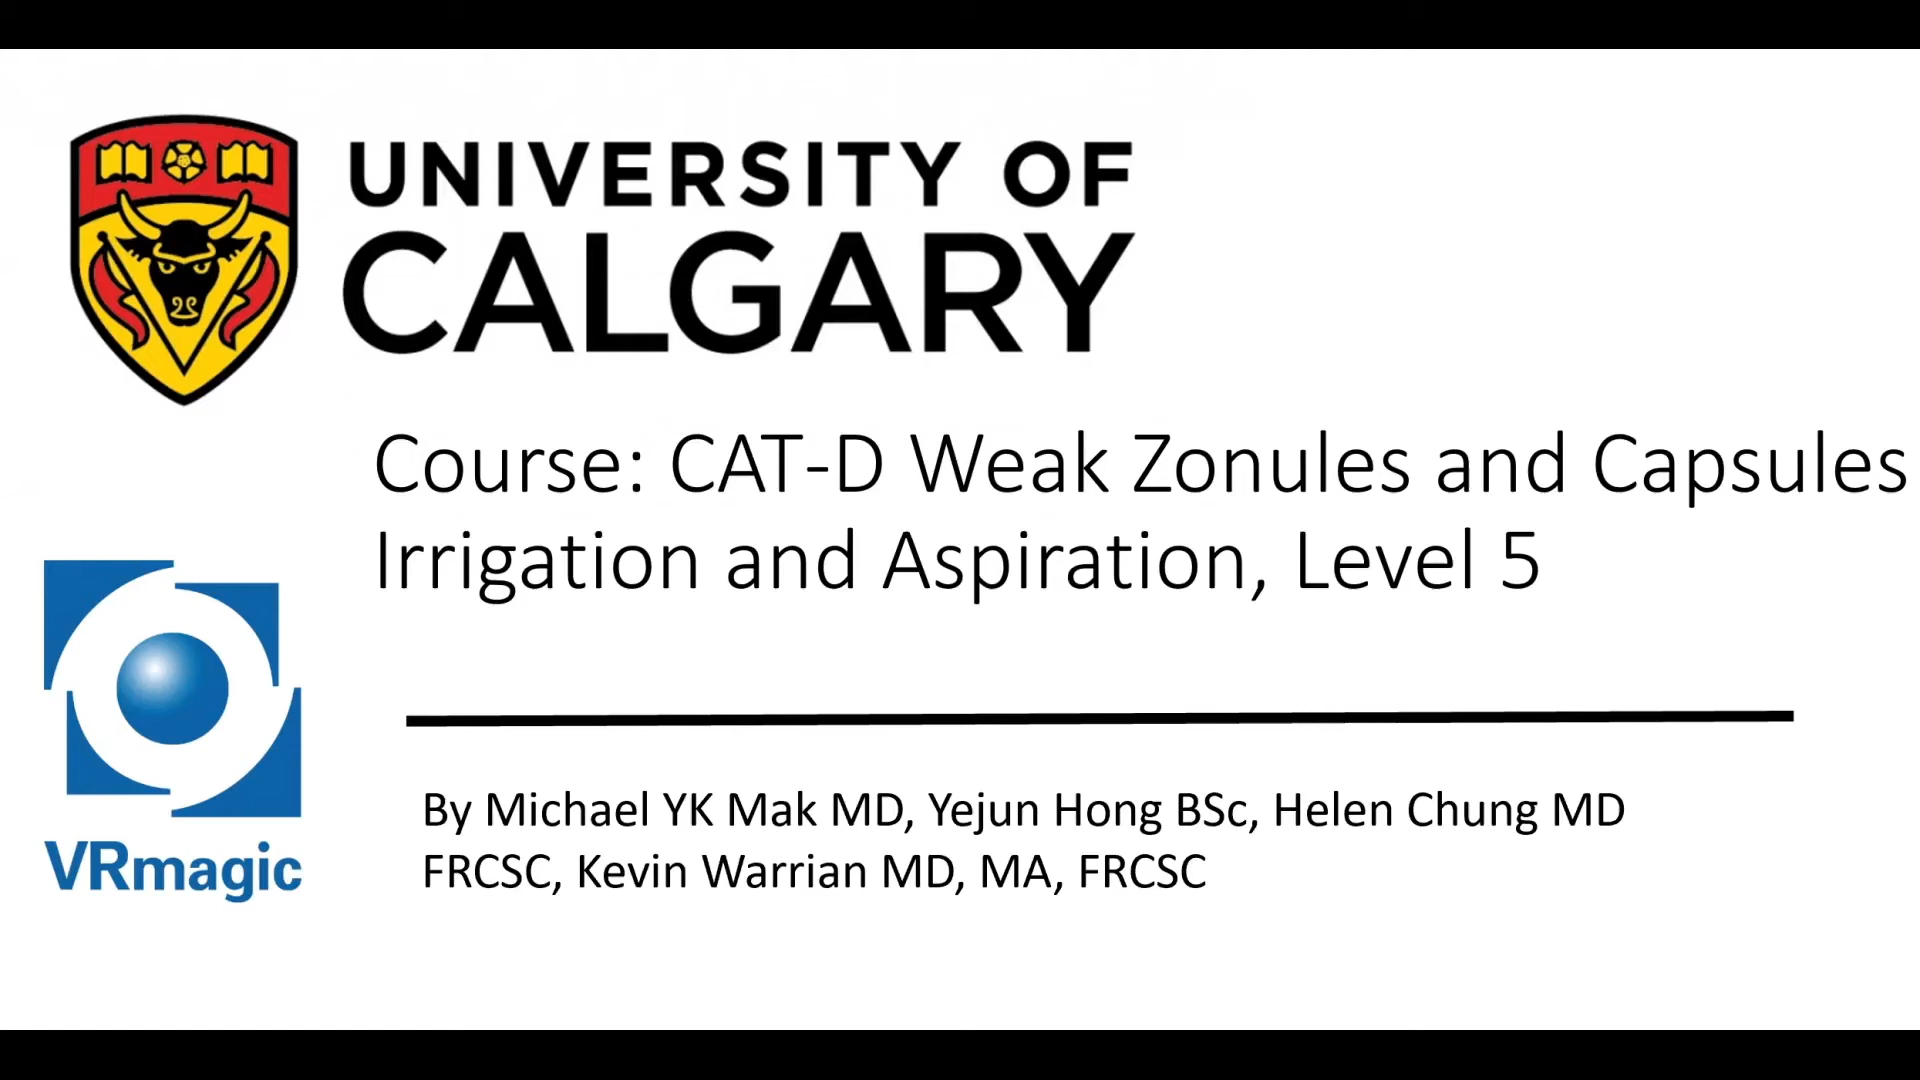 UNIVERSITY OF
CALGARY
Course: CAT-D Weak Zonules and Capsules
Irrigation and Aspiration, Level 5
VRmagic
By Michael YK Mak MD, Yejun Hong BSc, Helen Chung MD
FRCSC, Kevin Warrian MD, MA, FRCSC